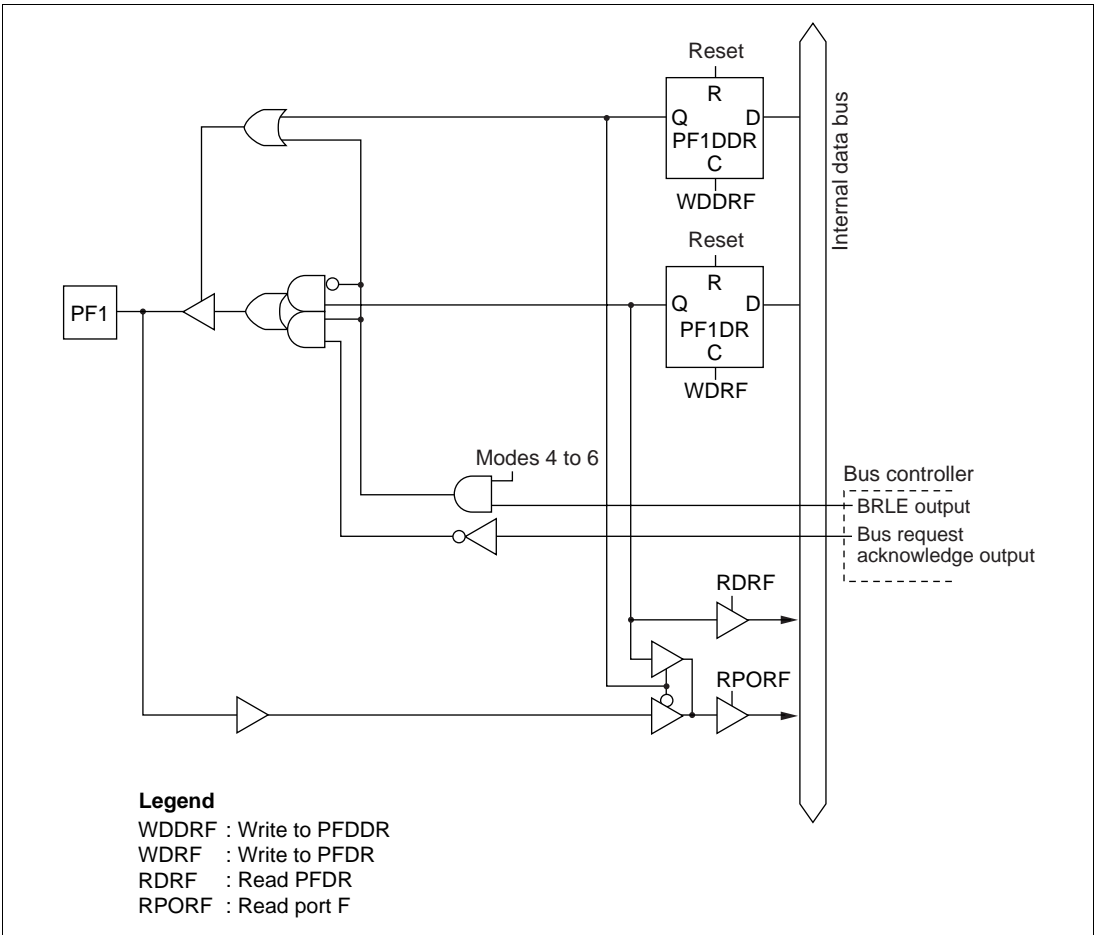 Reset
R
Q D
PF1DDR
C
WDDRF
Internal data bus
Reset
R
Q D
PF1DR
C
WDRF
PF1
Modes 4 to 6
Bus controller
BRLE output
Bus request
acknowledge output
RDRF
RPORF
Legend
WDDRF : Write to PFDDR
WDRF : Write to PFDR
RDRF : Read PFDR
RPORF : Read port F